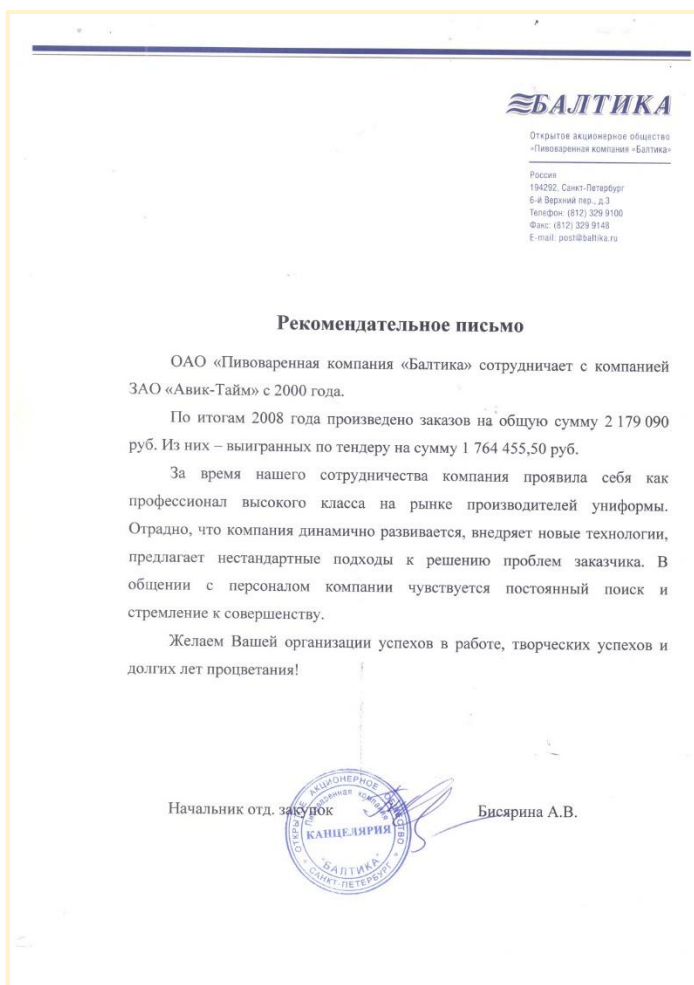 БАЛТИКА
Открытое акционерное общество
«Пивоваренная компания «Балтика»
Россия
194292, Санкт-Петербург
6-й Верхний пер., д.3
Телефон: (812) 329 9100
Факс: (812) 329 9148
E-mail: post@baltika.ru
Рекомендательное письмо
ОАО «Пивоваренная компания «Балтика» сотрудничает с компанией
ЗАО «Авик-Тайм» с 2000 года.
По итогам 2008 года произведено заказов на общую сумму 2 179 090
руб. Из них – выигранных по тендеру на сумму 1 764 455,50 руб.
За время нашего сотрудничества компания проявила себя как
профессионал высокого класса на рынке производителей униформы.
Отрадно, что компания динамично развивается, внедряет новые технологии,
предлагает нестандартные подходы к решению проблем заказчика. В
общении с персоналом компании чувствуется постоянный поиск и
стремление к совершенству.
Желаем Вашей организации успехов в работе, творческих успехов и
долгих лет процветания!
Начальник отд. закупок Бисярина А.В.
ОТКРЫТОЕ АКЦИОНЕРНОЕ ОБЩЕСТВО
Пивоваренная компания
КАНЦЕЛЯРИЯ
"БАЛТИКА"
* САНКТ-ПЕТЕРБУРГ *